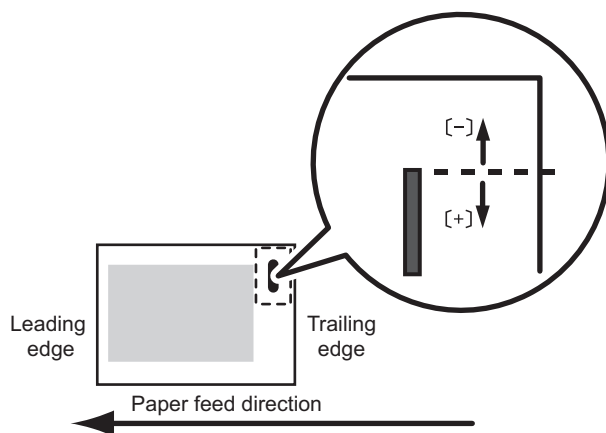 [−]
[+]
Leading
edge
Trailing
edge
Paper feed direction